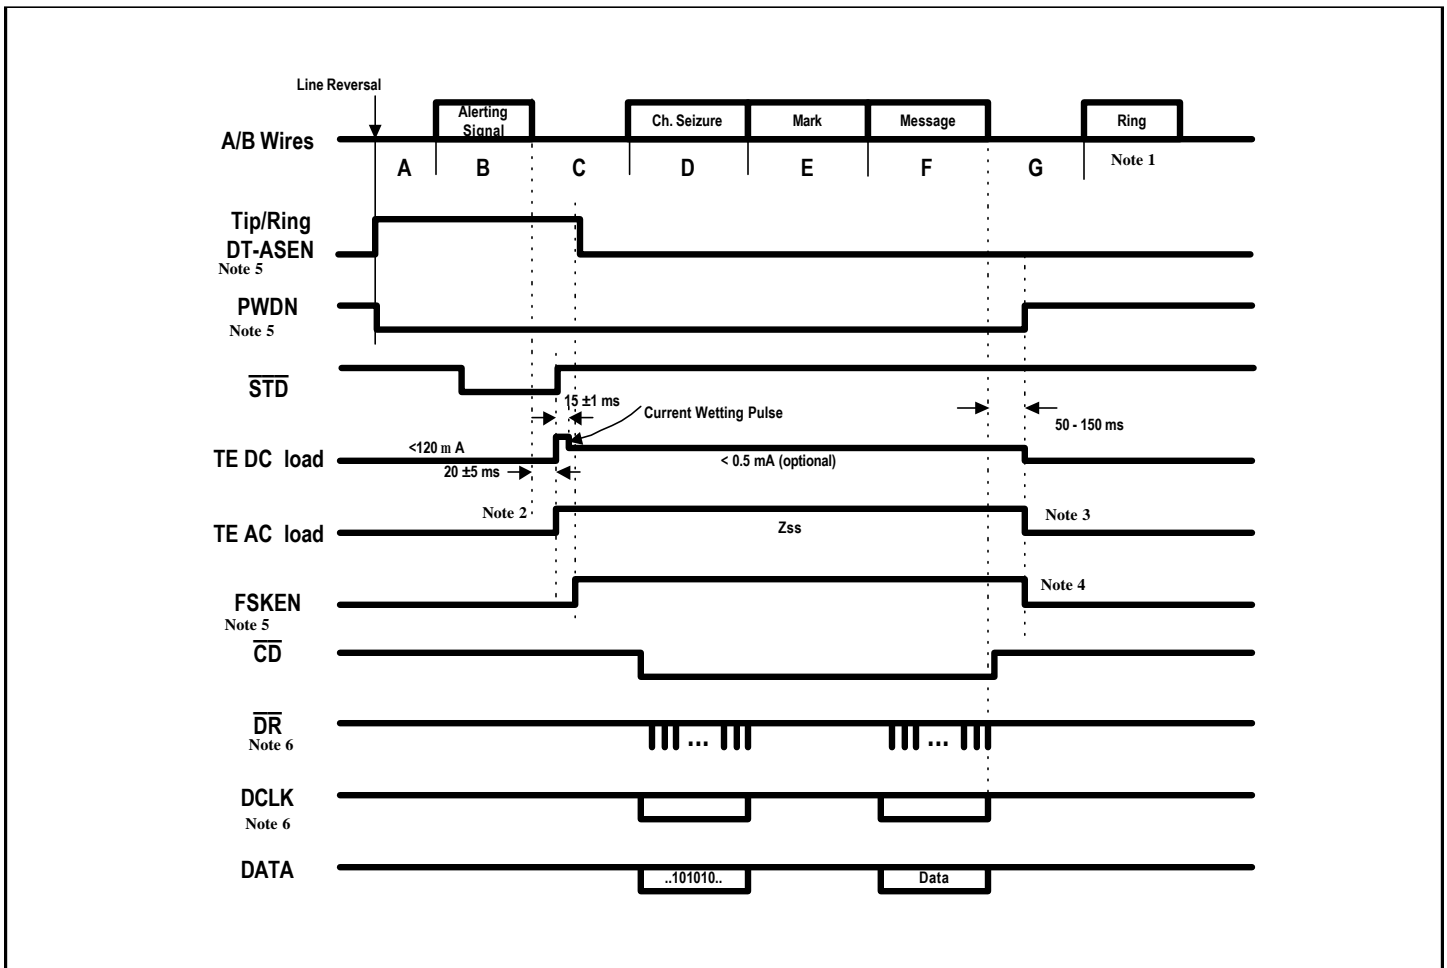 Line Reversal
A/B Wires
Alerting
Signal
Ch. Seizure
Mark
Message
Ring
A
B
C
D
E
F
G
Note 1
Tip/Ring
DT-ASEN
Note 5
PWDN
Note 5
STD
15 ±1 ms
Current Wetting Pulse
50 - 150 ms
TE DC load
<120 m A
< 0.5 mA (optional)
20 ±5 ms
Note 2
TE AC load
Zss
Note 3
FSKEN
Note 5
Note 4
CD
DR
Note 6
...
...
DCLK
Note 6
DATA
..101010..
Data